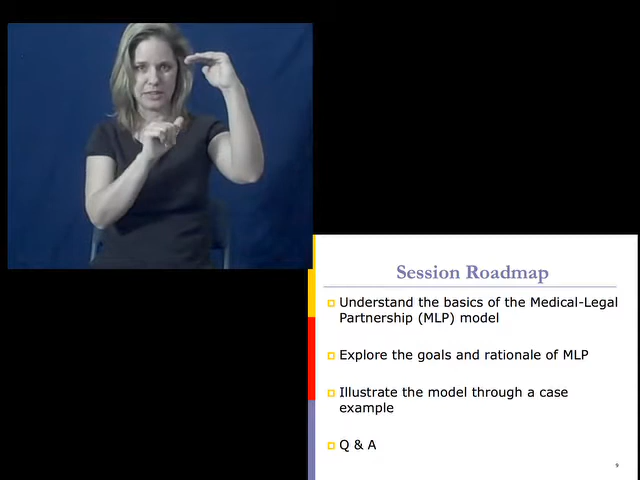 Session Roadmap
Understand the basics of the Medical-Legal
Partnership (MLP) model
Explore the goals and rationale of MLP
Illustrate the model through a case
example
Q & A
9